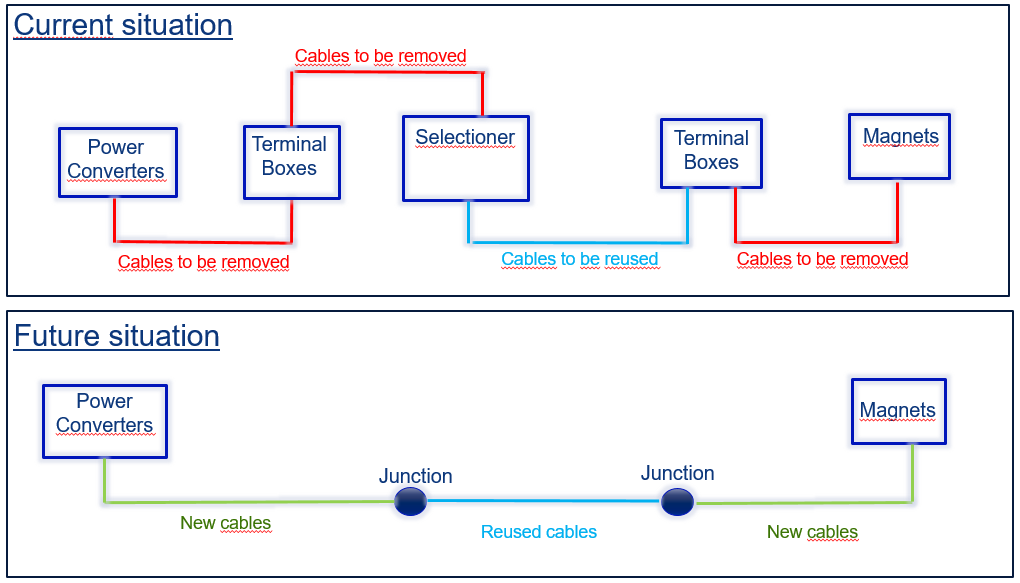 Current situation
Cables to be removed
Power
Converters
Terminal
Boxes
Selectioner
Terminal
Boxes
Magnets
Cables to be removed
Cables to be reused
Cables to be removed
Future situation
Power
Converters
Magnets
Junction
Junction
New cables
Reused cables
New cables